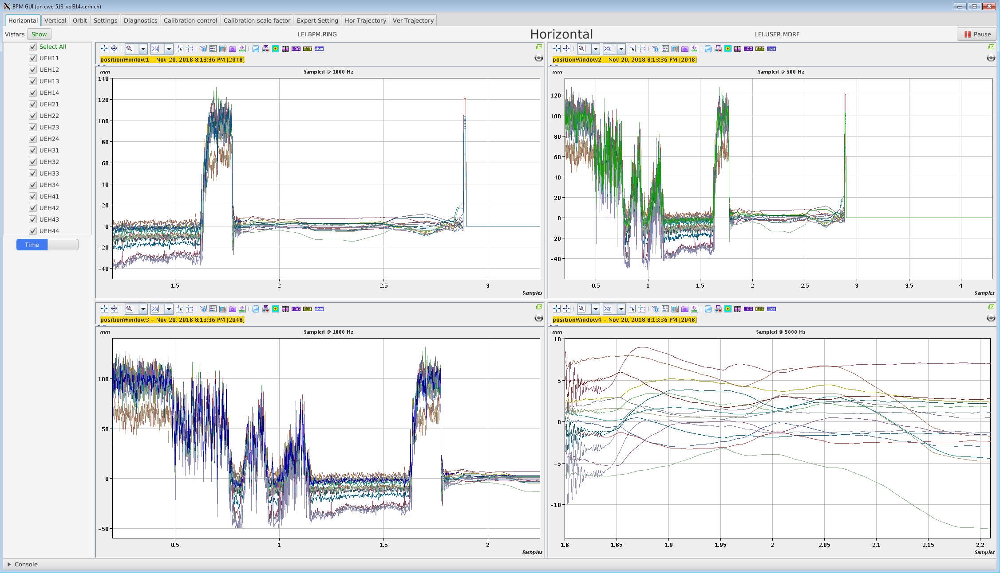 BPM GUI (on cwe-513-vol314.cern.ch)
Horizontal Vertical Orbit Settings Diagnostics Calibration control Calibration scale factor Expert Setting Hor Trajectory Ver Trajectory
Vistars Show LEI.BPM.RING Horizontal LEI.USER.MDRF Pause
Select All
UEH11
UEH12
UEH13
UEH14
UEH21
UEH22
UEH23
UEH24
UEH31
UEH32
UEH33
UEH34
UEH41
UEH42
UEH43
UEH44
Time
LOG FFT HiSto
positionWindow1 - Nov 20, 2018 8:13:36 PM [2048]
mm Sampled @ 1000 Hz
140
120
100
80
60
40
20
0
-20
-40
1.5 2 2.5 3
Samples
LOG FFT HiSto
positionWindow2 - Nov 20, 2018 8:13:36 PM [2048]
mm Sampled @ 500 Hz
120
100
80
60
40
20
0
-20
-40
0.5 1 1.5 2 2.5 3 3.5 4
Samples
LOG FFT HiSto
positionWindow3 - Nov 20, 2018 8:13:36 PM [2048]
mm Sampled @ 1000 Hz
100
50
0
-50
0.5 1 1.5 2
Samples
LOG FFT HiSto
positionWindow4 - Nov 20, 2018 8:13:36 PM [2048]
mm Sampled @ 5000 Hz
10
5
0
-5
-10
1.8 1.85 1.9 1.95 2 2.05 2.1 2.15 2.2
Samples
Console